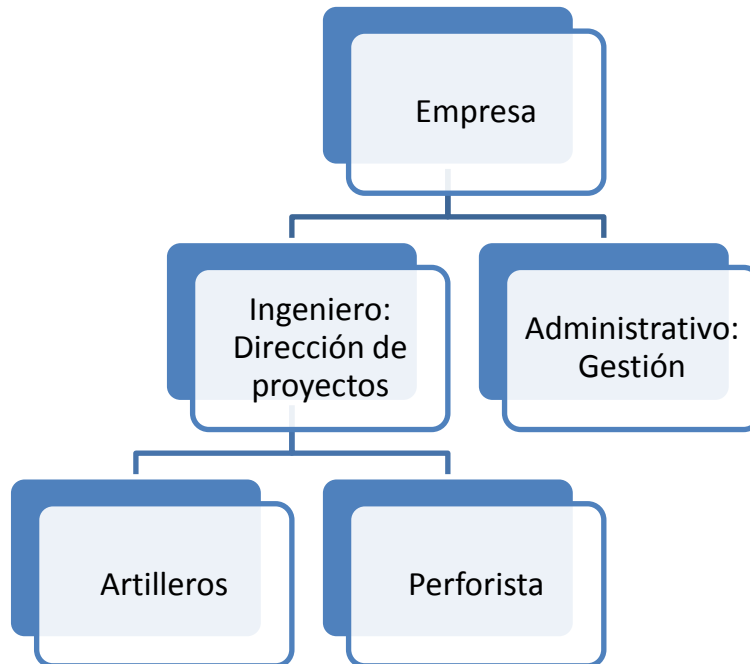 Empresa
Ingeniero:
Dirección de
proyectos
Administrativo:
Gestión
Artilleros
Perforista